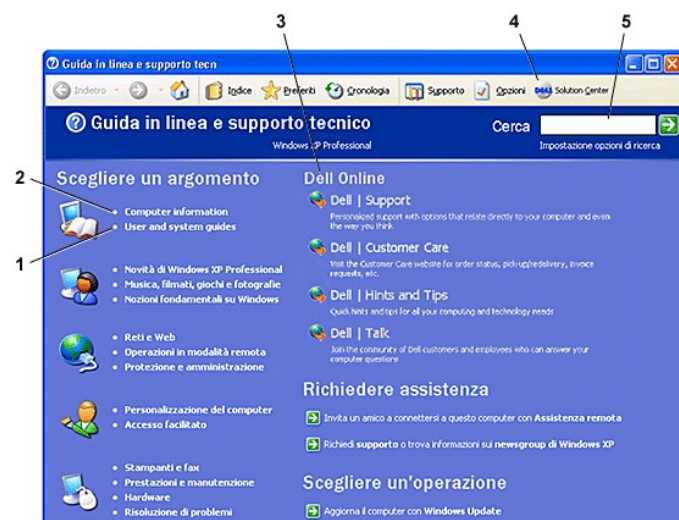 3
4
5
Guida in linea e supporto tecn
Indietro
Indice
Preferiti
Cronologia
Supporto
Opzioni
DELL Solution Center
Guida in linea e supporto tecnico
Windows XP Professional
Cerca
Impostazione opzioni di ricerca
2
1
Scegliere un argomento
Computer information
User and system guides
Novità di Windows XP Professional
Musica, filmati, giochi e fotografie
Nozioni fondamentali su Windows
Reti e Web
Operazioni in modalità remota
Protezione e amministrazione
Personalizzazione del computer
Accesso facilitato
Stampanti e fax
Prestazioni e manutenzione
Hardware
Risoluzione di problemi
Dell Online
Dell | Support
Personalized support with options that relate directly to your computer and even
the way you think
Dell | Customer Care
Visit the Customer Care website for order status, pick-up/redelivery, invoice
requests, etc.
Dell | Hints and Tips
Quick hints and tips for all your computing and technology needs
Dell | Talk
Join the community of Dell customers and employees who can answer your
computer questions
Richiedere assistenza
Invita un amico a connettersi a questo computer con Assistenza remota
Richiedi supporto o trova informazioni sui newsgroup di Windows XP
Scegliere un'operazione
Aggiorna il computer con Windows Update